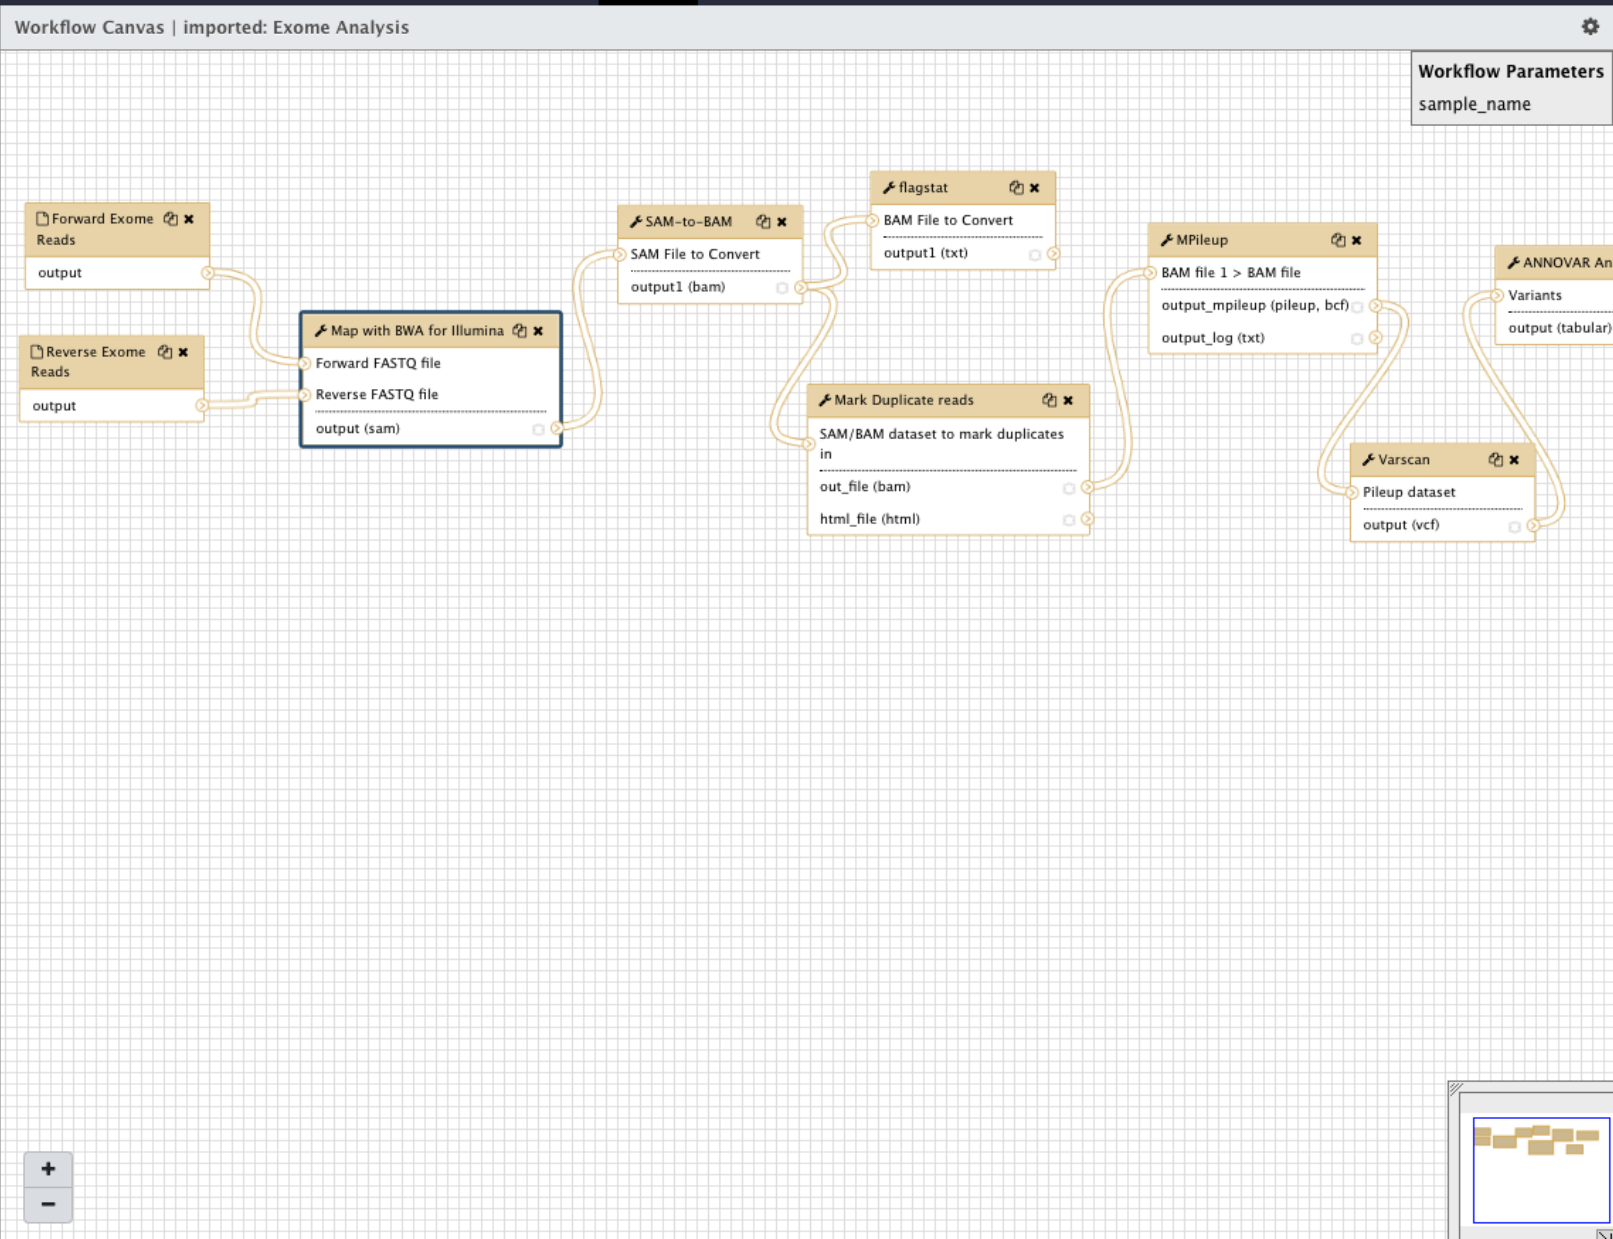 Workflow Canvas | imported: Exome Analysis
Workflow Parameters
sample_name
Forward Exome
Reads
output
Reverse Exome
Reads
output
Map with BWA for Illumina
Forward FASTQ file
Reverse FASTQ file
output (sam)
SAM-to-BAM
SAM File to Convert
output1 (bam)
flagstat
BAM File to Convert
output1 (txt)
Mark Duplicate reads
SAM/BAM dataset to mark duplicates
in
out_file (bam)
html_file (html)
MPileup
BAM file 1 > BAM file
output_mpileup (pileup, bcf)
output_log (txt)
Varscan
Pileup dataset
output (vcf)
ANNOVAR An
Variants
output (tabular)